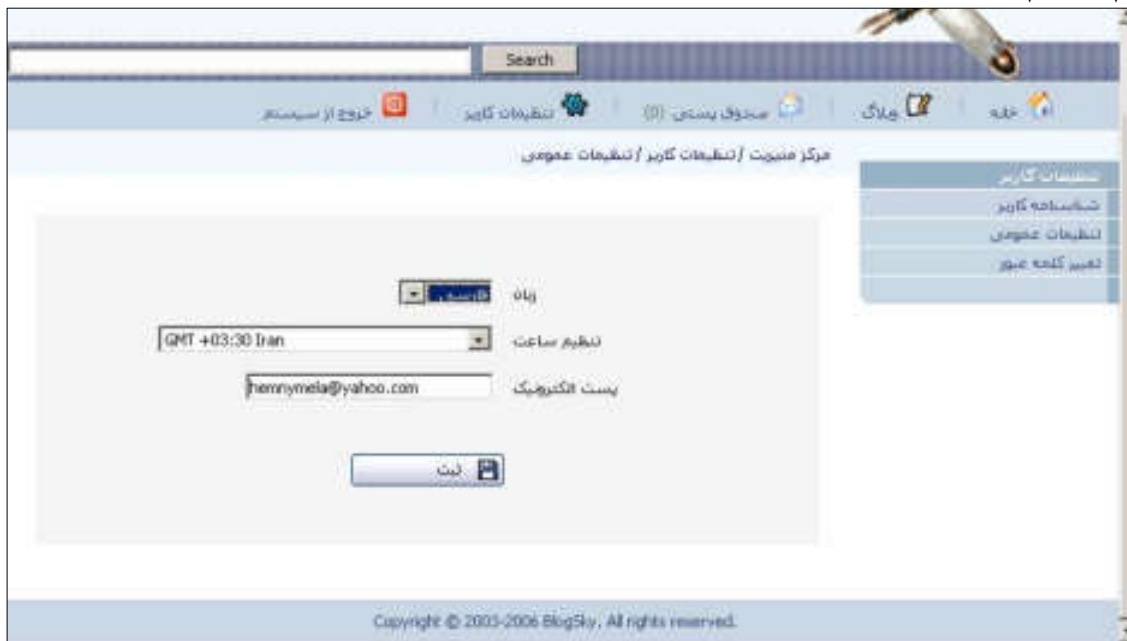 Search
خانه وبلاگ صندوق پستی (0) تنظیمات کاربر خروج از سیستم
مرکز مدیریت / تنظیمات کاربر / تنظیمات عمومی
تنظیمات کاربر
شناسنامه کاربر
تنظیمات عمومی
تغییر کلمه عبور
زبان فارسی
تنظیم ساعت GMT +03:30 Iran
پست الکترونیک hemnymela@yahoo.com
ثبت
Copyright © 2003-2006 BlogSky. All rights reserved.